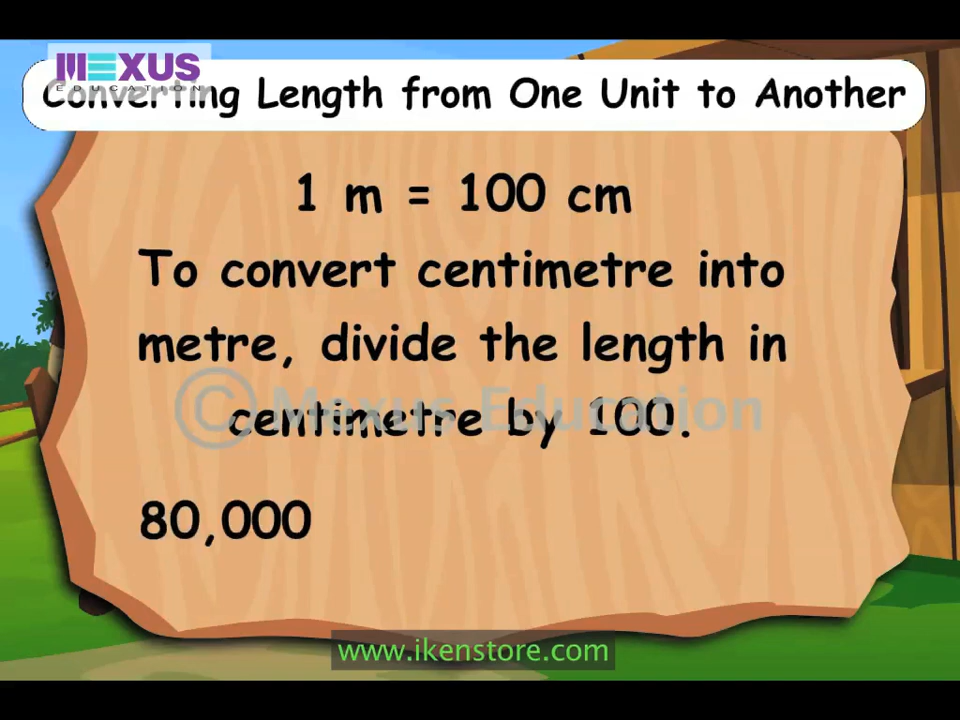 MEXUS
EDUCATION
Converting Length from One Unit to Another
1 m = 100 cm
To convert centimetre into
metre, divide the length in
centimetre by 100.
© Mexus Education
80,000
www.ikenstore.com